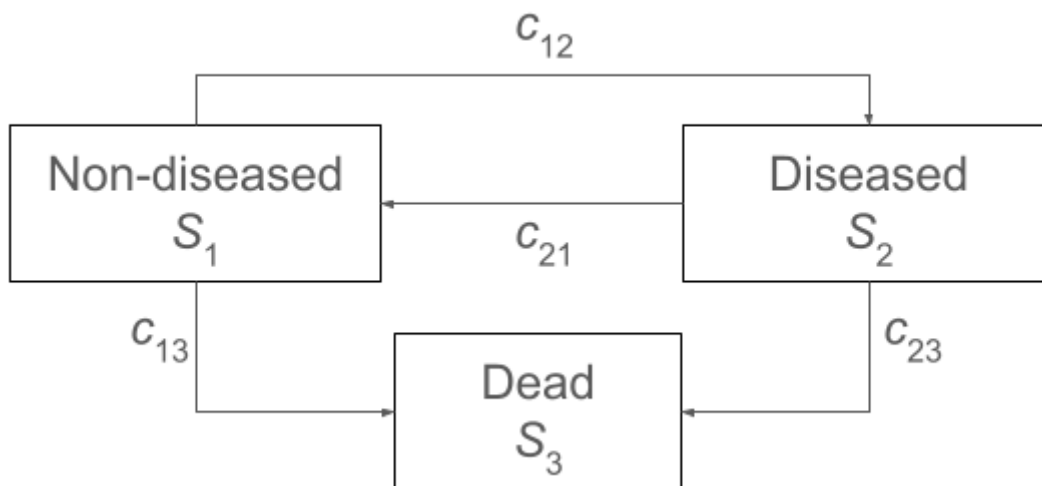 c₁₂
Non-diseased
S₁
Diseased
S₂
c₂₁
c₁₃
c₂₃
Dead
S₃